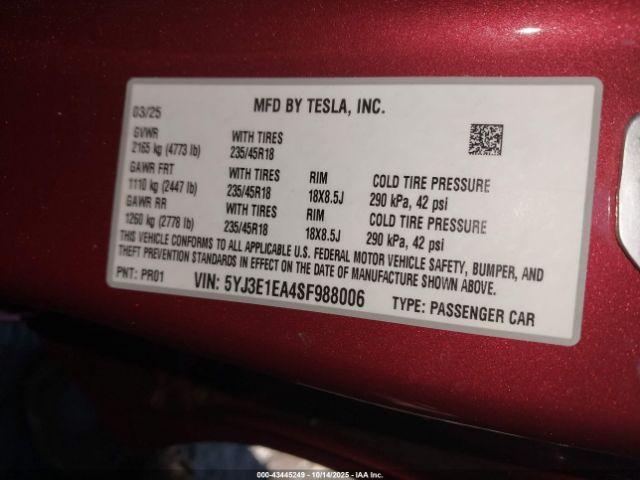 03/25 MFD BY TESLA, INC.
GVWR WITH TIRES
2165 kg (4773 lb) 235/45R18
GAWR FRT WITH TIRES RIM COLD TIRE PRESSURE
1110 kg (2447 lb) 235/45R18 18X8.5J 290 kPa, 42 psi
GAWR RR WITH TIRES RIM COLD TIRE PRESSURE
1260 kg (2778 lb) 235/45R18 18X8.5J 290 kPa, 42 psi
THIS VEHICLE CONFORMS TO ALL APPLICABLE U.S. FEDERAL MOTOR VEHICLE SAFETY, BUMPER, AND
THEFT PREVENTION STANDARDS IN EFFECT ON THE DATE OF MANUFACTURE SHOWN ABOVE.
PNT: PR01 VIN: 5YJ3E1EA4SF988006 TYPE: PASSENGER CAR
000-43445249 - 10/14/2025 - IAA Inc.